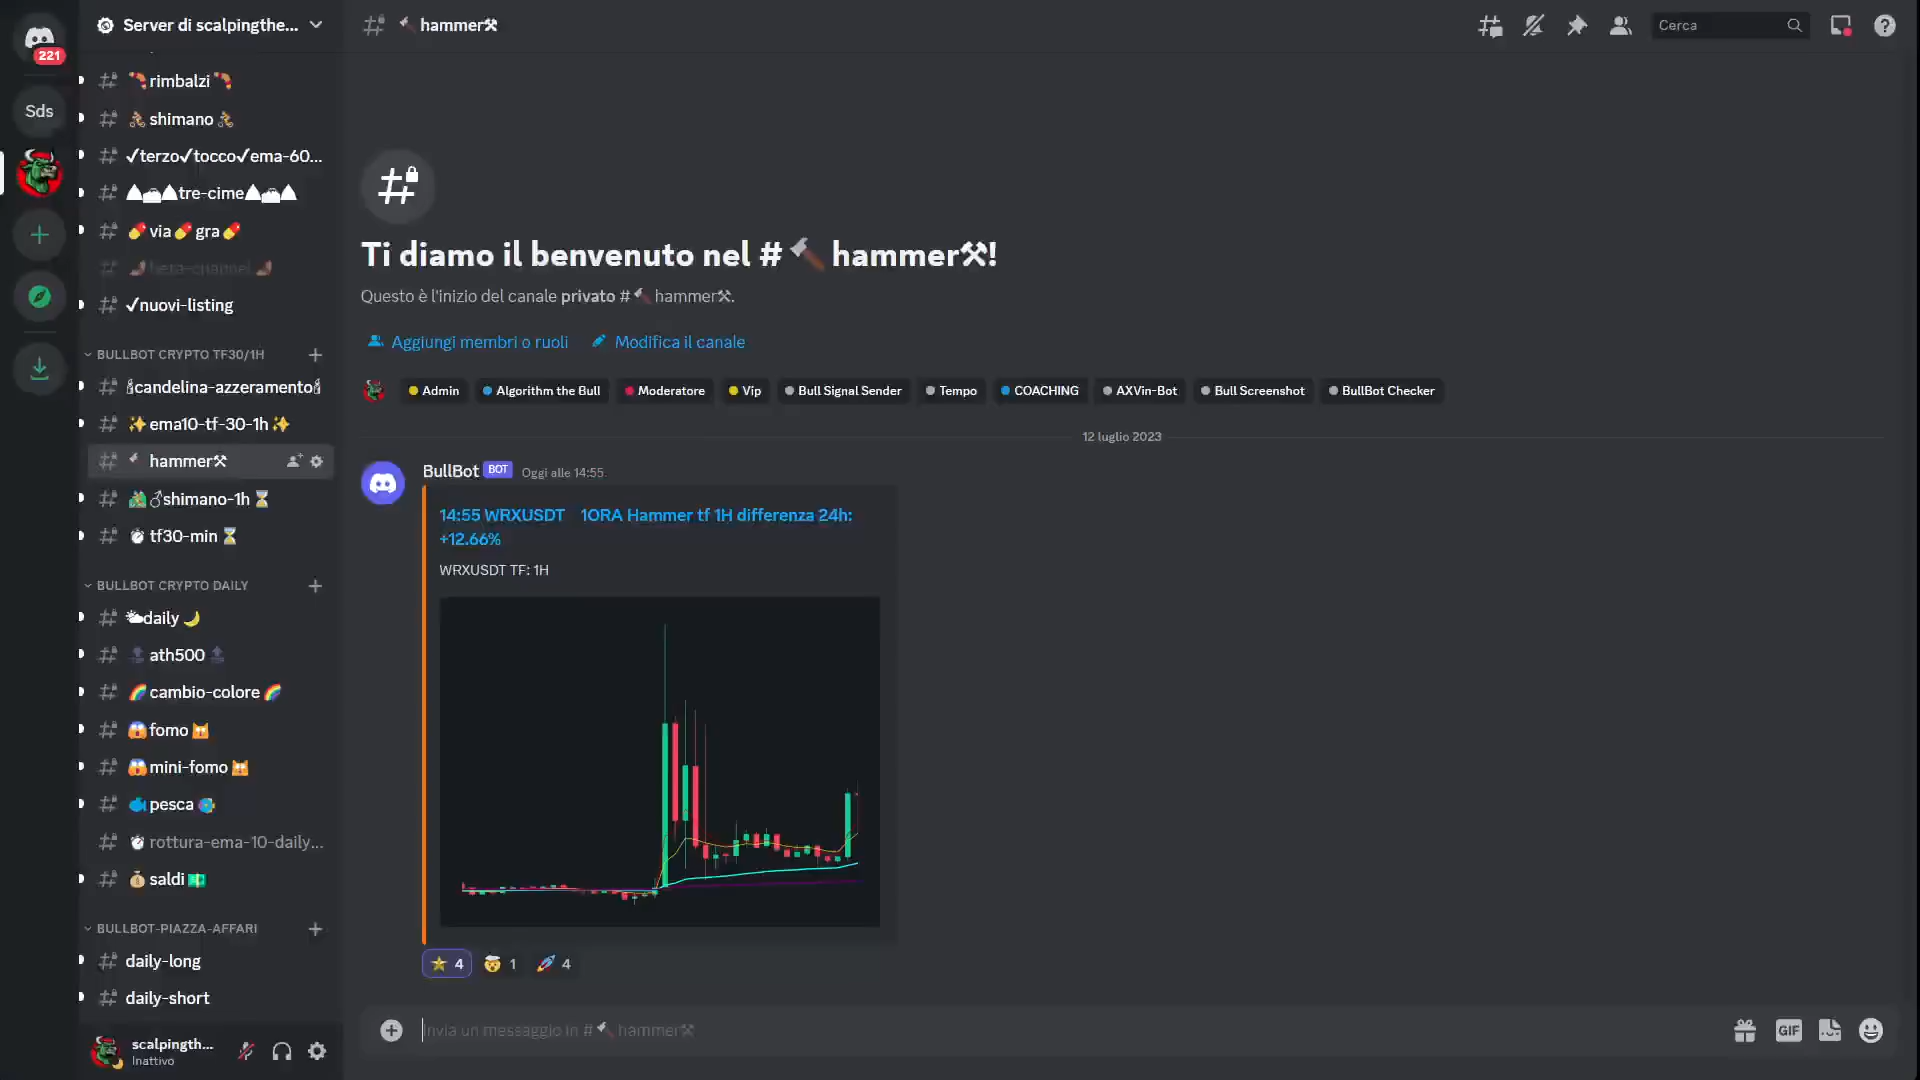 221
Sds
Server di scalpingthe...
rimbalzi
shimano
✓terzo✓tocco✓ema-60...
tre-cime
via gra
beta-channel
✓nuovi-listing
BULLBOT CRYPTO TF30/1H
candelina-azzeramento
✨ema10-tf-30-1h✨
hammer⚒
♂shimano-1h⏳
⏰tf30-min⏳
BULLBOT CRYPTO DAILY
daily🌙
ath500
🌈cambio-colore🌈
😱fomo🙀
😱mini-fomo🙀
🐟pesca🐠
⏰rottura-ema-10-daily...
💰saldi💵
BULLBOT-PIAZZA-AFFARI
daily-long
daily-short
scalpingth...
Inattivo
# 🔨hammer⚒
Cerca
Ti diamo il benvenuto nel #🔨hammer⚒!
Questo è l'inizio del canale privato #🔨hammer⚒.
Aggiungi membri o ruoli Modifica il canale
Admin Algorithm the Bull Moderatore Vip Bull Signal Sender Tempo COACHING AXVin-Bot Bull Screenshot BullBot Checker
12 luglio 2023
BullBot BOT Oggi alle 14:55
14:55 WRXUSDT 1ORA Hammer tf 1H differenza 24h:
+12.66%
WRXUSDT TF: 1H
⭐ 4 🤯 1 🚀 4
Invia un messaggio in #🔨hammer⚒
GIF